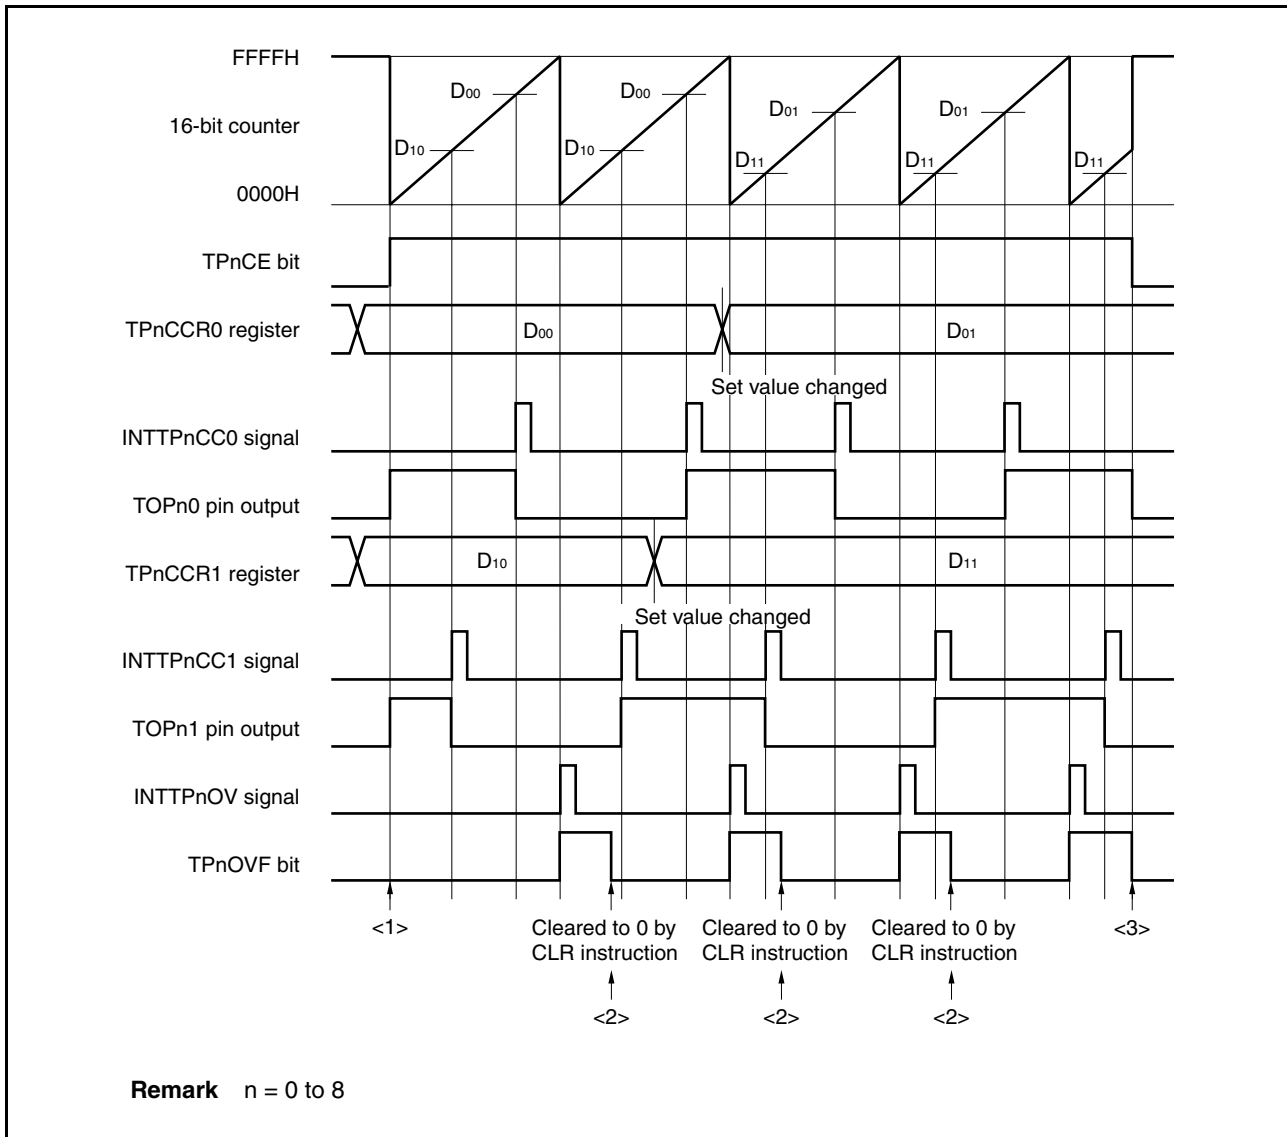 FFFFH
D00 D00
D01 D01
16-bit counter
D10 D10
D11 D11 D11
0000H
TPnCE bit
TPnCCR0 register D00 D01
Set value changed
INTTPnCC0 signal
TOPn0 pin output
TPnCCR1 register D10 D11
Set value changed
INTTPnCC1 signal
TOPn1 pin output
INTTPnOV signal
TPnOVF bit
<1> Cleared to 0 by Cleared to 0 by Cleared to 0 by <3>
CLR instruction CLR instruction CLR instruction
<2> <2> <2>
Remark n = 0 to 8